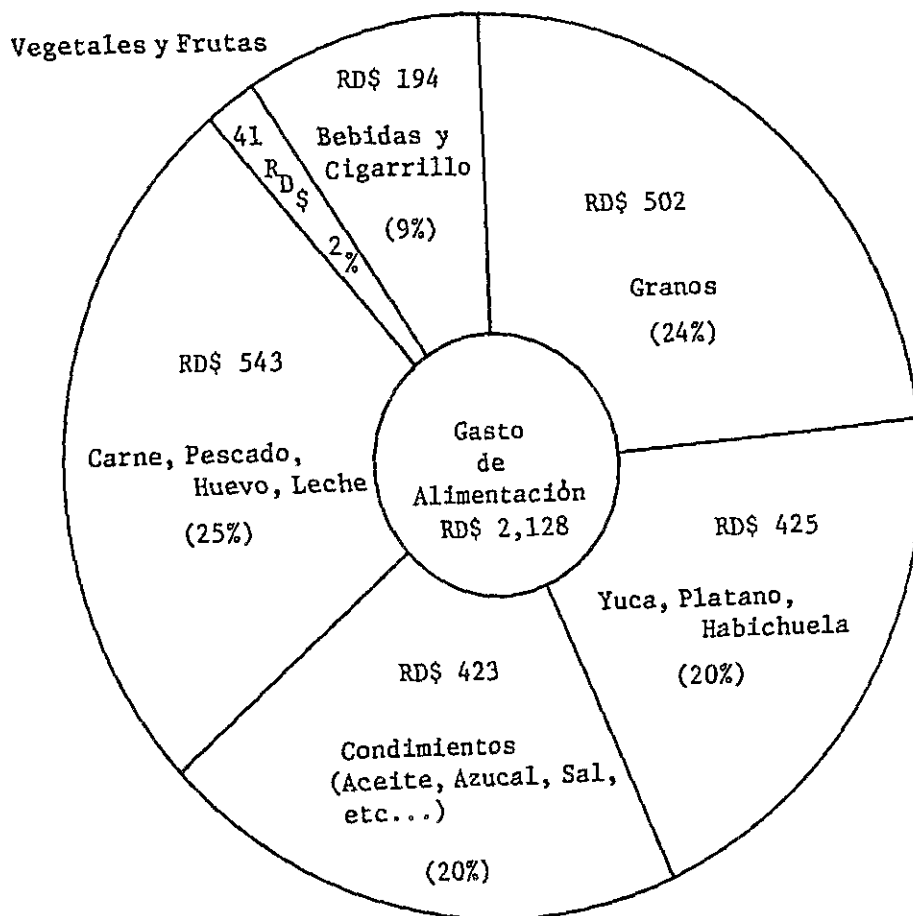 Vegetales y Frutas
41
RD$
2%
RD$ 194
Bebidas y
Cigarrillo
(9%)
RD$ 502
Granos
(24%)
RD$ 543
Carne, Pescado,
Huevo, Leche
(25%)
Gasto
de
Alimentación
RD$ 2,128
RD$ 425
Yuca, Platano,
Habichuela
(20%)
RD$ 423
Condimientos
(Aceite, Azucal, Sal,
etc...)
(20%)